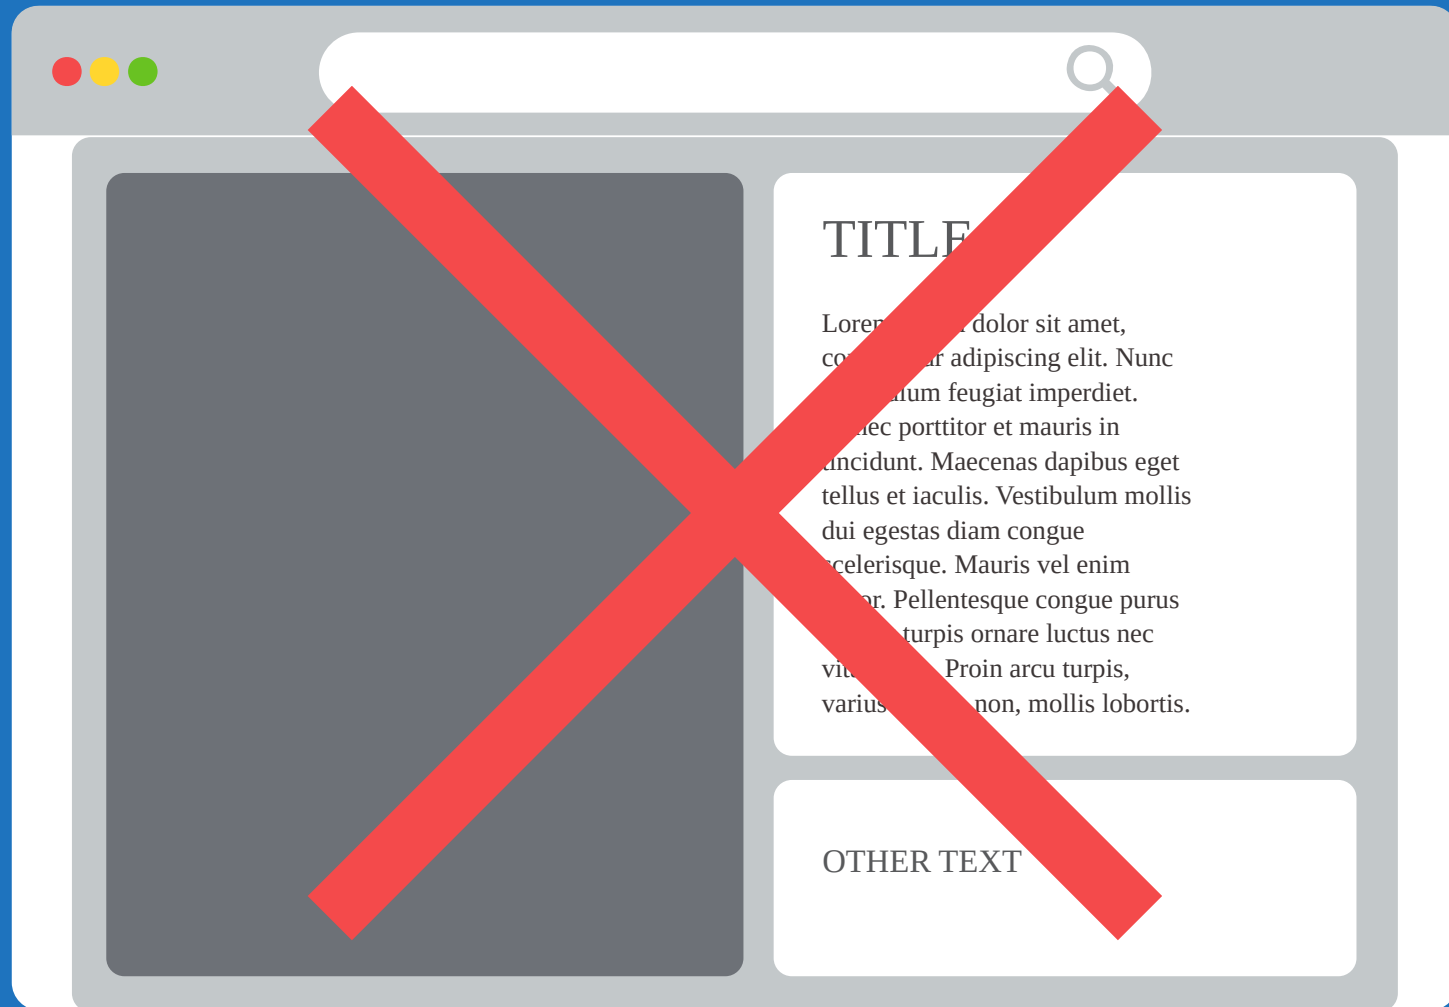 TITLE
dolor sit amet,
adipiscing elit. Nunc
feugiat imperdiet.
porttitor et mauris in
tincidunt. Maecenas dapibus eget
tellus et iaculis. Vestibulum mollis
dui egestas diam congue
scelerisque. Mauris vel enim
Pellentesque congue purus
turpis ornare luctus nec
Proin arcu turpis,
varius non, mollis lobortis.
OTHER TEXT